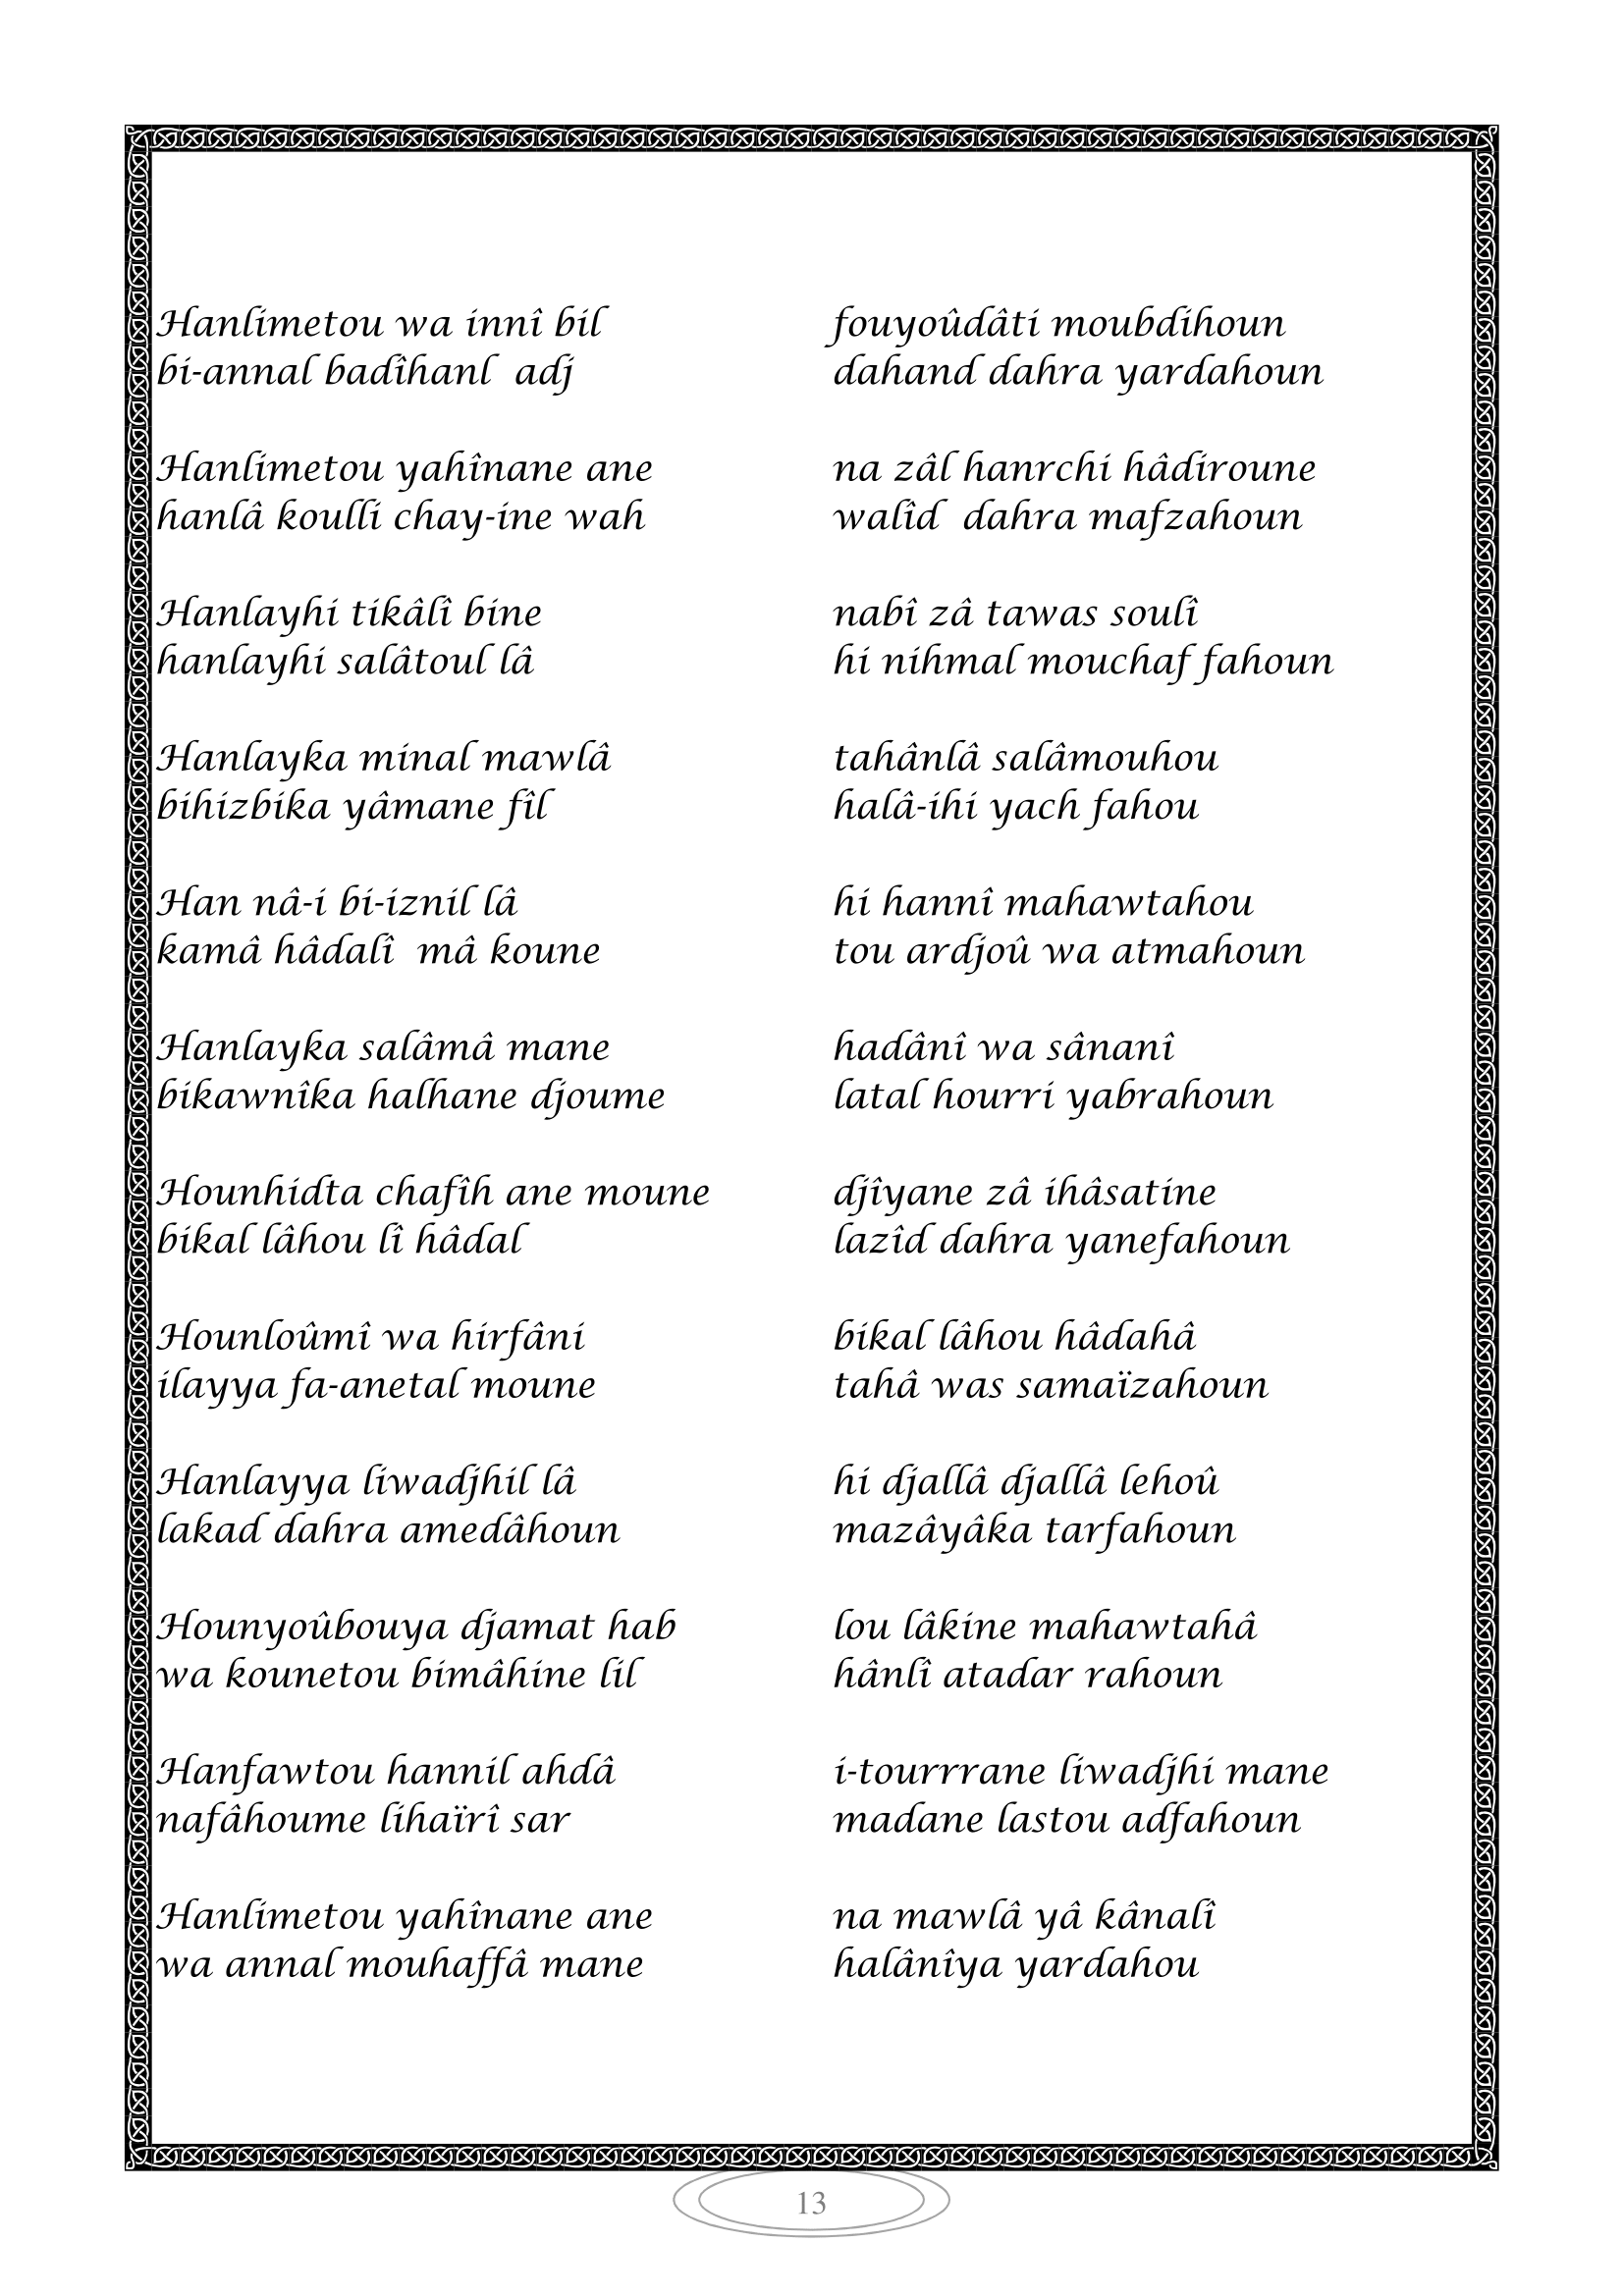 Hanlimetou wa innî bil fouyoûdâti moubdihoun
bi-annal badîhanl adj dahand dahra yardahoun
Hanlimetou yahînane ane na zâl hanrchi hâdiroune
hanlâ koulli chay-ine wah walîd dahra mafzahoun
Hanlayhi tikâlî bine nabî zâ tawas soulî
hanlayhi salâtoul lâ hi nihmal mouchaf fahoun
Hanlayka minal mawlâ tahânlâ salâmouhou
bihizbika yâmane fîl halâ-ihi yach fahou
Han nâ-i bi-iznil lâ hi hannî mahawtahou
kamâ hâdalî mâ koune tou ardjoû wa atmahoun
Hanlayka salâmâ mane hadânî wa sânanî
bikawnîka halhane djoume latal hourri yabrahoun
Hounhidta chafîh ane moune djîyane zâ ihâsatine
bikal lâhou lî hâdal lazîd dahra yanefahoun
Hounloûmî wa hirfâni bikal lâhou hâdahâ
ilayya fa-anetal moune tahâ was samaïzahoun
Hanlayya liwadjhil lâ hi djallâ djallâ lehoû
lakad dahra amedâhoun mazâyâka tarfahoun
Hounyoûbouya djamat hab lou lâkine mahawtahâ
wa kounetou bimâhine lil hânlî atadar rahoun
Hanfawtou hannil ahdâ i-tourrrane liwadjhi mane
nafâhoume lihaïrî sar madane lastou adfahoun
Hanlimetou yahînane ane na mawlâ yâ kânalî
wa annal mouhaffâ mane halânîya yardahou
13